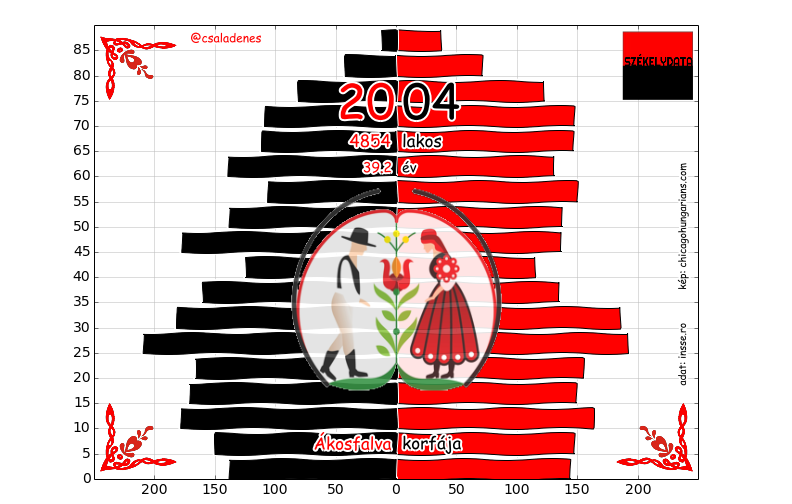 @csaladenes
SZÉKELYDATA
2004
4854 lakos
39.2 év
kép: chicagohungarians.com
adat: insse.ro
Ákosfalva korfája
85
80
75
70
65
60
55
50
45
40
35
30
25
20
15
10
5
0
200 150 100 50 0 50 100 150 200